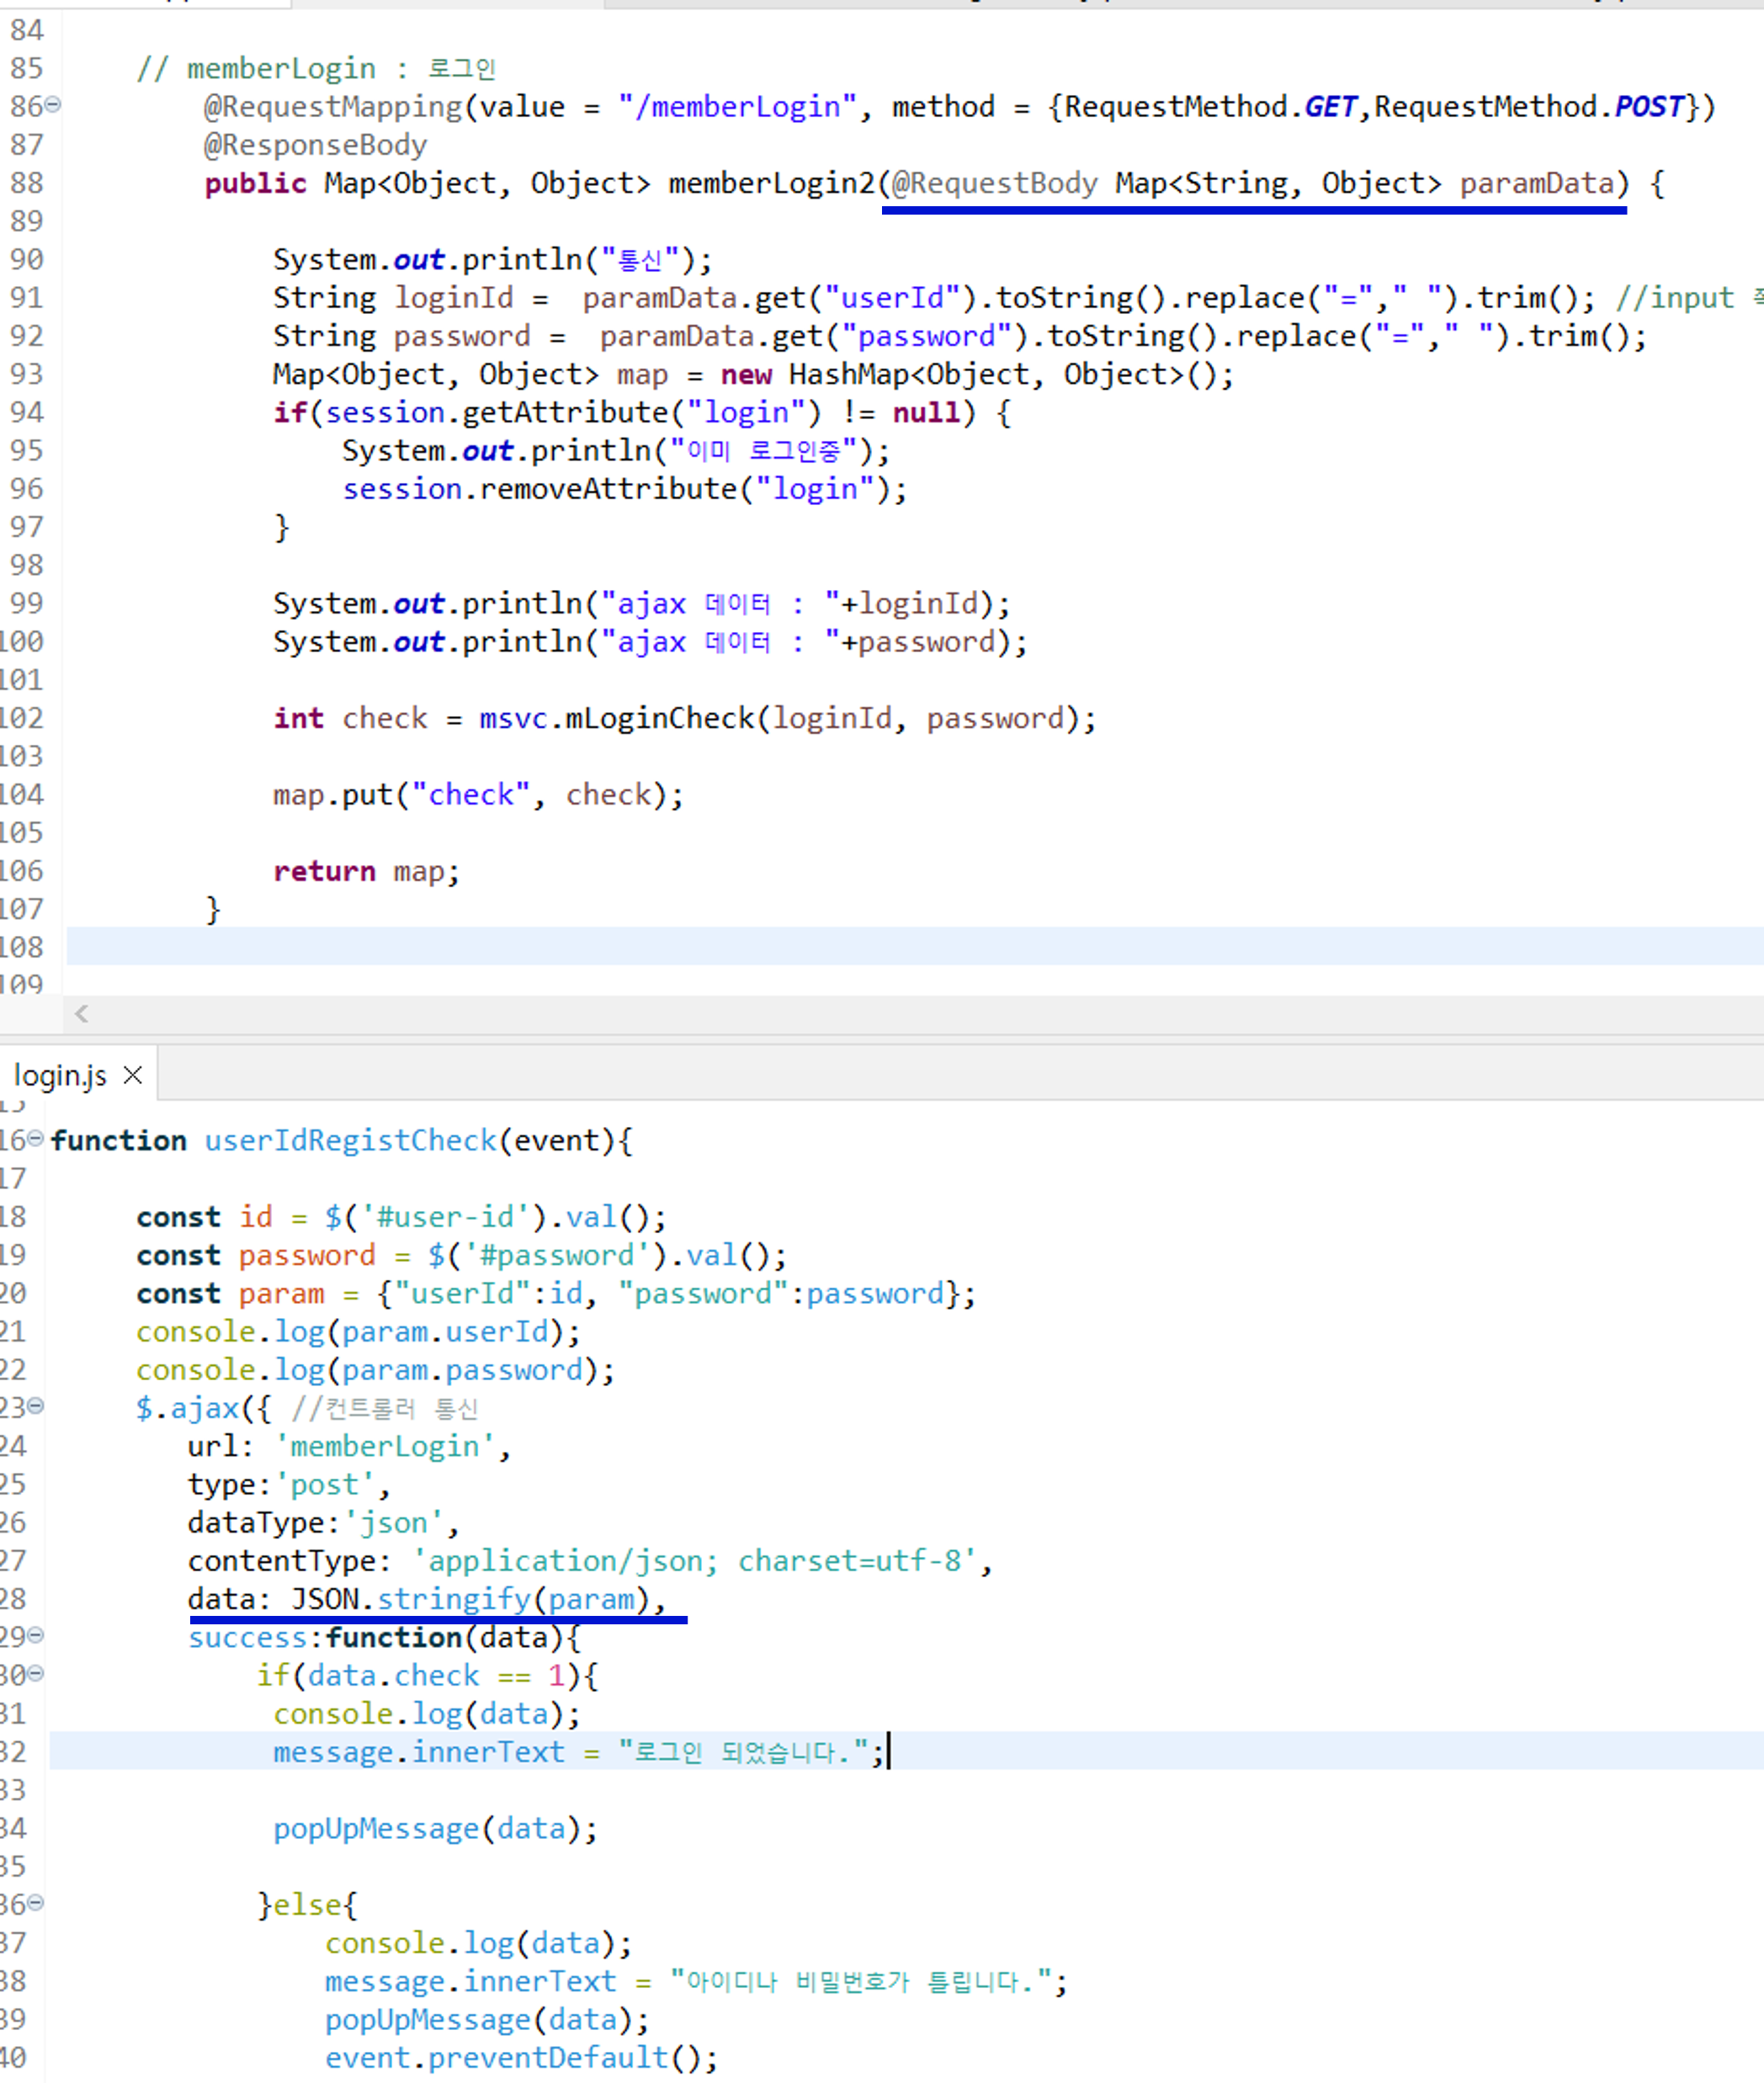 84
85 // memberLogin : 로그인
86 @RequestMapping(value = "/memberLogin", method = {RequestMethod.GET,RequestMethod.POST})
87 @ResponseBody
88 public Map<Object, Object> memberLogin2(@RequestBody Map<String, Object> paramData) {
89
90 System.out.println("통신");
91 String loginId =  paramData.get("userId").toString().replace("="," ").trim(); //input
92 String password =  paramData.get("password").toString().replace("="," ").trim();
93 Map<Object, Object> map = new HashMap<Object, Object>();
94 if(session.getAttribute("login") != null) {
95 System.out.println("이미 로그인중");
96 session.removeAttribute("login");
97 }
98
99 System.out.println("ajax 데이터 : "+loginId);
100 System.out.println("ajax 데이터 : "+password);
101
102 int check = msvc.mLoginCheck(loginId, password);
103
104 map.put("check", check);
105
106 return map;
107 }
108
109
login.js
16 function userIdRegistCheck(event){
17
18 const id = $('#user-id').val();
19 const password = $('#password').val();
20 const param = {"userId":id, "password":password};
21 console.log(param.userId);
22 console.log(param.password);
23 $.ajax({ //컨트롤러 통신
24 url: 'memberLogin',
25 type:'post',
26 dataType:'json',
27 contentType: 'application/json; charset=utf-8',
28 data: JSON.stringify(param),
29 success:function(data){
30 if(data.check == 1){
31 console.log(data);
32 message.innerText = "로그인 되었습니다.";
33
34 popUpMessage(data);
35
36 }else{
37 console.log(data);
38 message.innerText = "아이디나 비밀번호가 틀립니다.";
39 popUpMessage(data);
40 event.preventDefault();